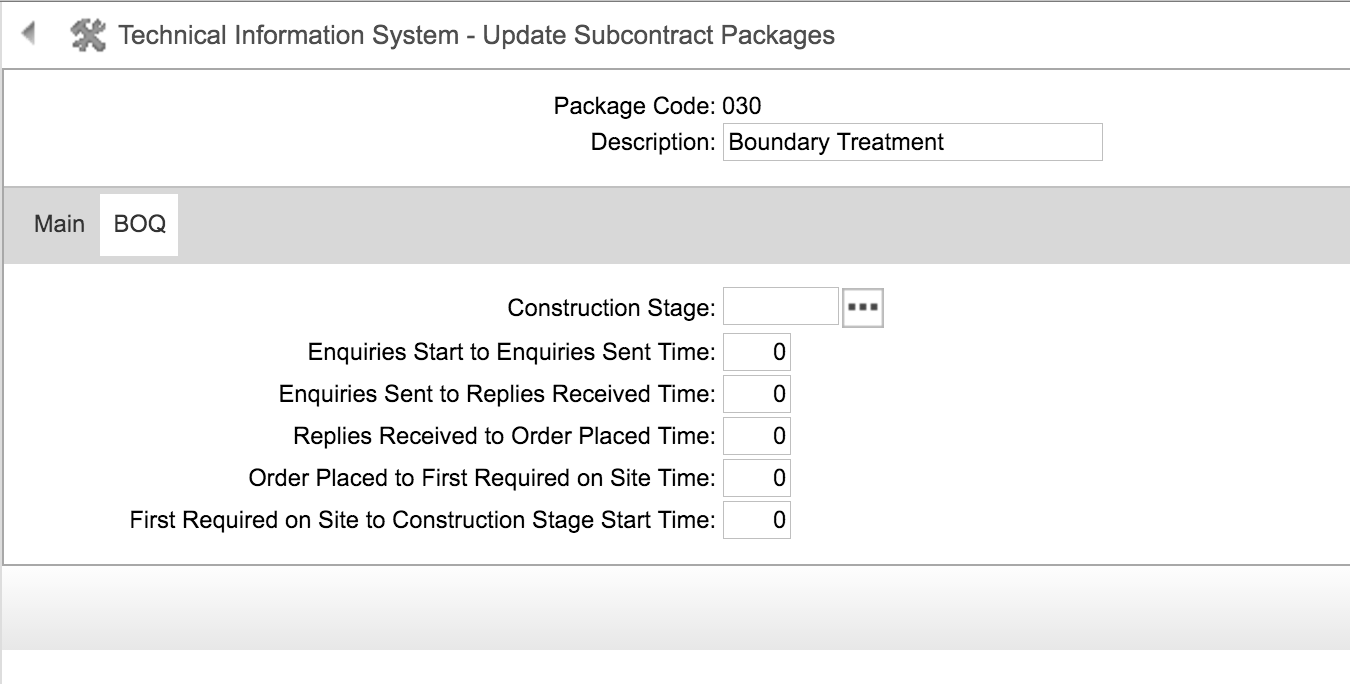 Technical Information System - Update Subcontract Packages
Package Code: 030
Description: Boundary Treatment
Main BOQ
Construction Stage:
Enquiries Start to Enquiries Sent Time: 0
Enquiries Sent to Replies Received Time: 0
Replies Received to Order Placed Time: 0
Order Placed to First Required on Site Time: 0
First Required on Site to Construction Stage Start Time: 0